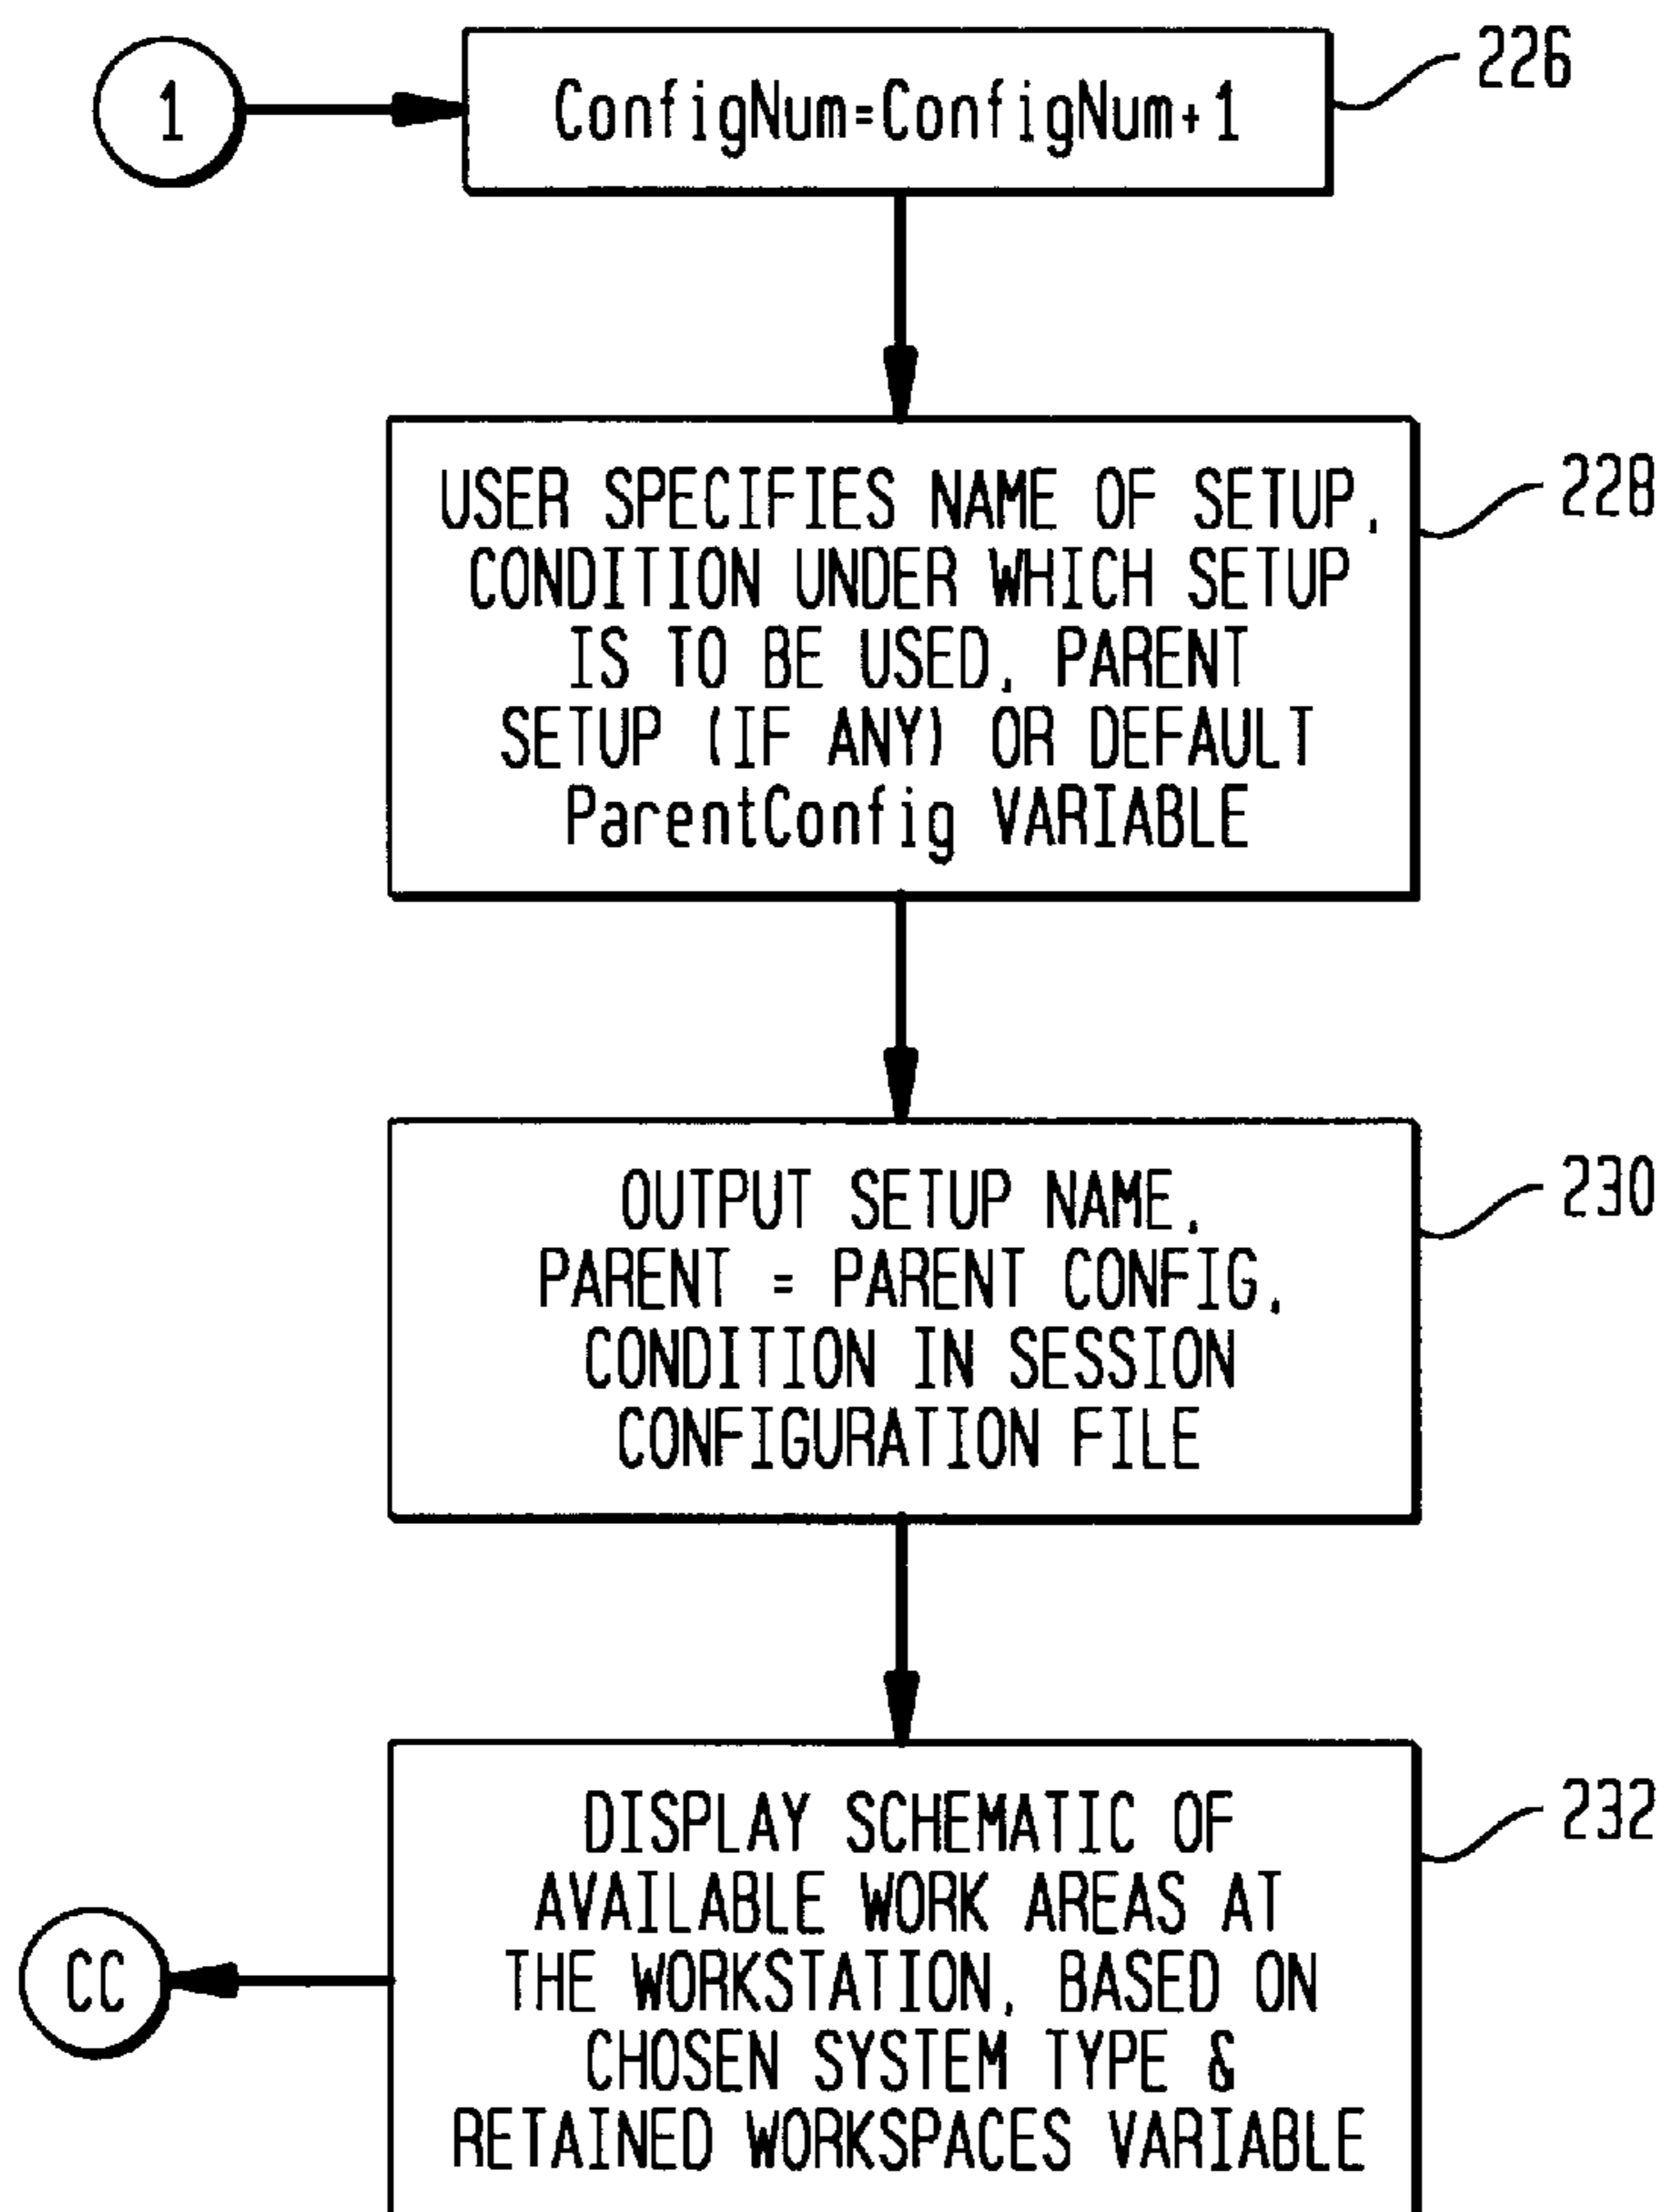 1
ConfigNum=ConfigNum+1
226
USER SPECIFIES NAME OF SETUP,
CONDITION UNDER WHICH SETUP
IS TO BE USED, PARENT
SETUP (IF ANY) OR DEFAULT
ParentConfig VARIABLE
228
OUTPUT SETUP NAME,
PARENT = PARENT CONFIG,
CONDITION IN SESSION
CONFIGURATION FILE
230
DISPLAY SCHEMATIC OF
AVAILABLE WORK AREAS AT
THE WORKSTATION, BASED ON
CHOSEN SYSTEM TYPE &
RETAINED WORKSPACES VARIABLE
232
CC